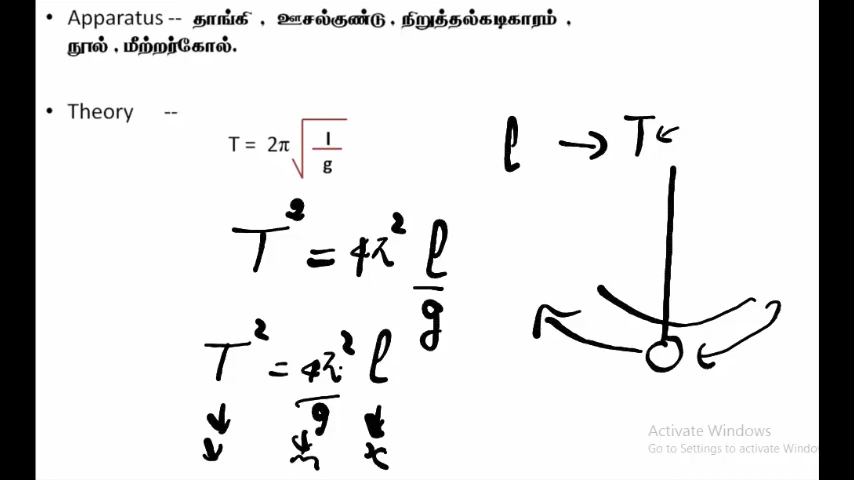 • Apparatus -- தாங்கி , ஊசல்குண்டு , நிறுத்தல்கடிகாரம் ,
நூல் , மீற்றர்கோல்.
• Theory --
T = 2π √(l/g)
l → T
T² = 4π² l/g
T² = 4π²/g l
m x
Activate Windows
Go to Settings to activate Windo